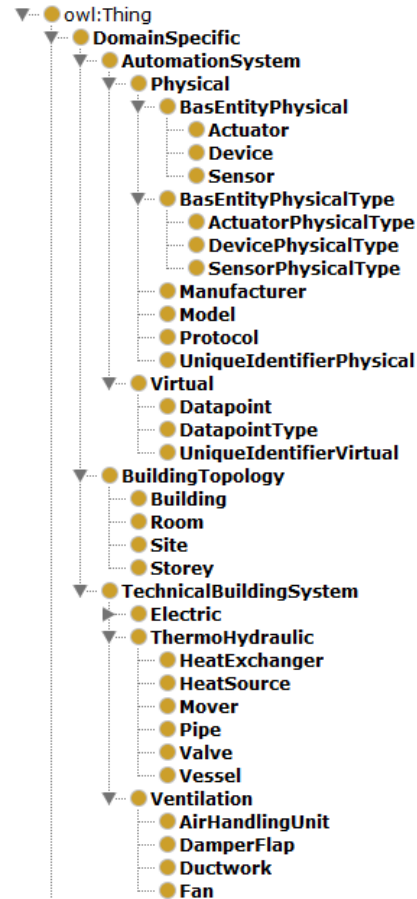 owl:Thing
DomainSpecific
AutomationSystem
Physical
BasEntityPhysical
Actuator
Device
Sensor
BasEntityPhysicalType
ActuatorPhysicalType
DevicePhysicalType
SensorPhysicalType
Manufacturer
Model
Protocol
UniqueIdentifierPhysical
Virtual
Datapoint
DatapointType
UniqueIdentifierVirtual
BuildingTopology
Building
Room
Site
Storey
TechnicalBuildingSystem
Electric
ThermoHydraulic
HeatExchanger
HeatSource
Mover
Pipe
Valve
Vessel
Ventilation
AirHandlingUnit
DamperFlap
Ductwork
Fan